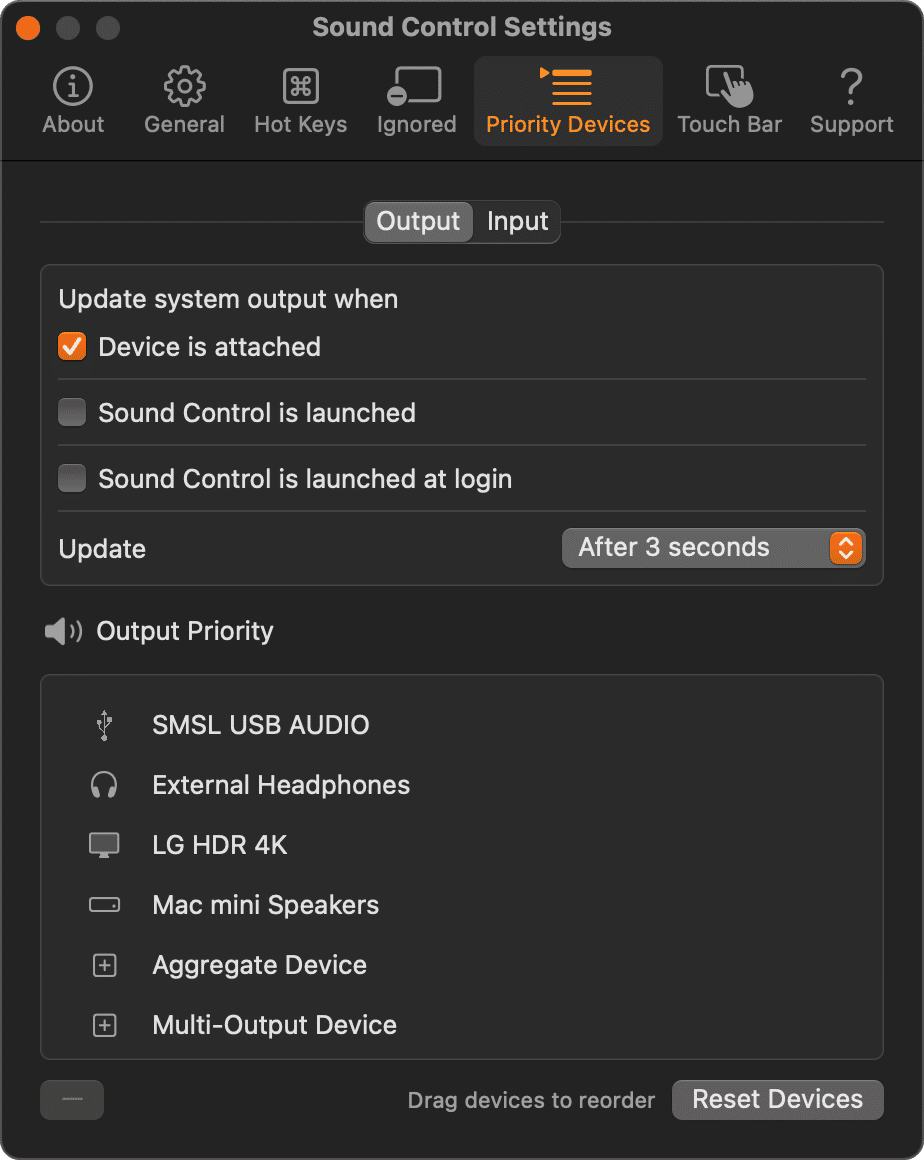 Sound Control Settings
About General Hot Keys Ignored Priority Devices Touch Bar Support
Output Input
Update system output when
Device is attached
Sound Control is launched
Sound Control is launched at login
Update After 3 seconds
Output Priority
SMSL USB AUDIO
External Headphones
LG HDR 4K
Mac mini Speakers
Aggregate Device
Multi-Output Device
Drag devices to reorder Reset Devices